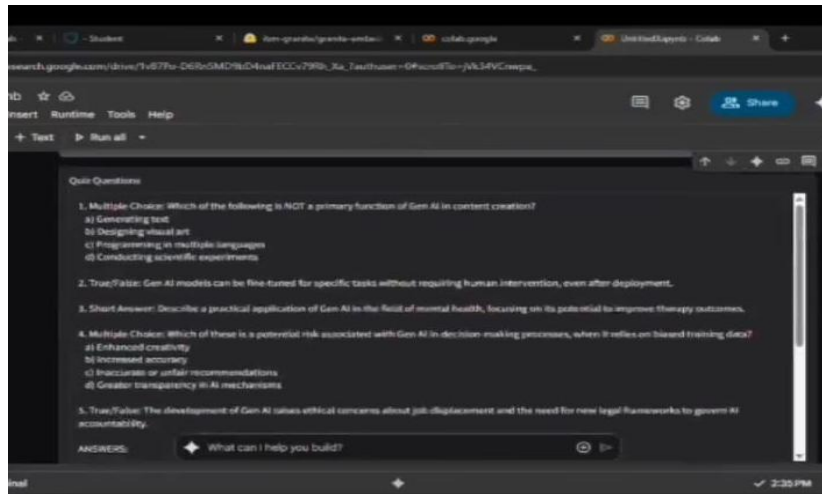 - Student
collab.google
Untitled3.ipynb - Colab
Share
Insert Runtime Tools Help
+ Text Run all
Quiz Questions
1. Multiple Choice: Which of the following is NOT a primary function of Gen AI in content creation?
a) Generating text
b) Designing visual art
c) Programming in multiple languages
d) Conducting scientific experiments
2. True/False: Gen AI models can be fine-tuned for specific tasks without requiring human intervention, even after deployment.
3. Short Answer: Describe a practical application of Gen AI in the field of mental health, focusing on its potential to improve therapy outcomes.
4. Multiple Choice: Which of these is a potential risk associated with Gen AI in decision-making processes, when it relies on biased training data?
a) Enhanced creativity
b) Increased accuracy
c) Inaccurate or unfair recommendations
d) Greater transparency in AI mechanisms
5. True/False: The development of Gen AI raises ethical concerns about job displacement and the need for new legal frameworks to govern AI
accountability.
ANSWERS:
What can I help you build?
2:35 PM